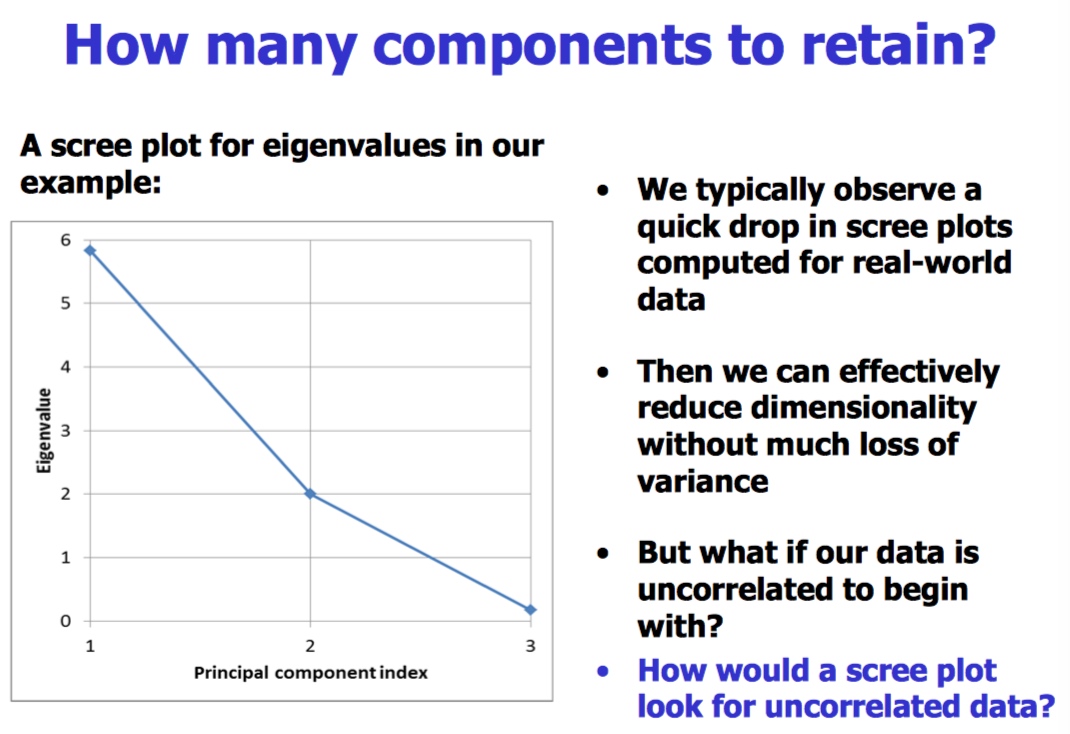 How many components to retain?
A scree plot for eigenvalues in our
example:
6
5
4
3
2
1
0
Eigenvalue
1 2 3
Principal component index
• We typically observe a
quick drop in scree plots
computed for real-world
data
• Then we can effectively
reduce dimensionality
without much loss of
variance
• But what if our data is
uncorrelated to begin
with?
• How would a scree plot
look for uncorrelated data?